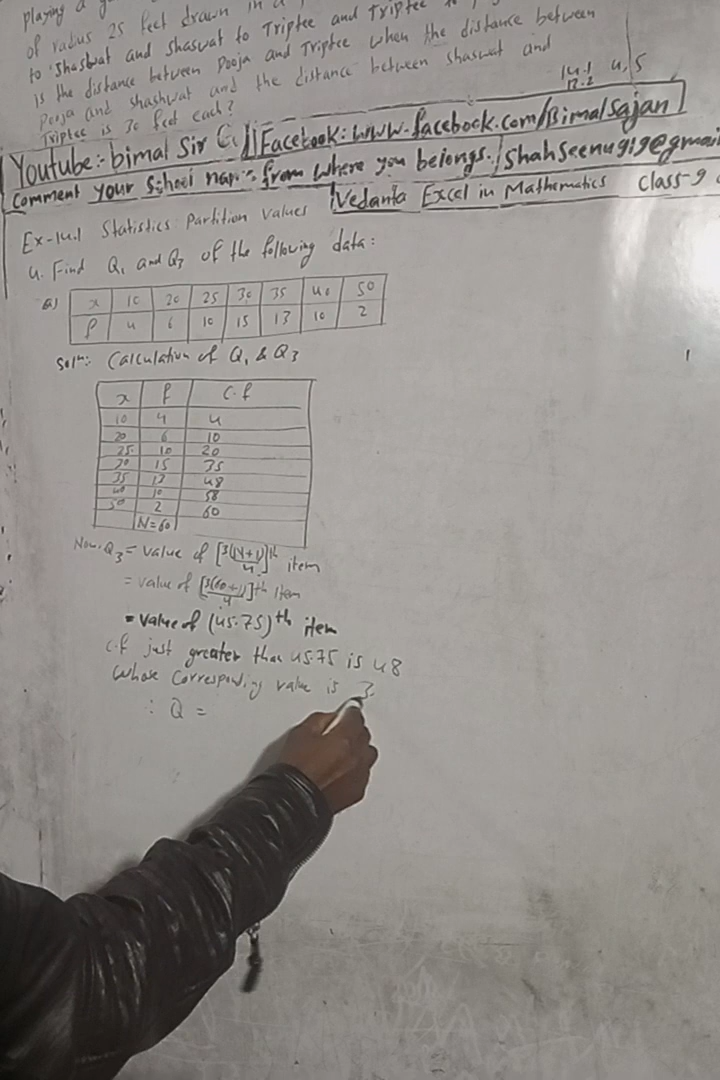 playing a
of radius 25 feet drawn in a
to Shasbwat and shaswat to Triptee and Triptee
is the distance between Pooja and Triptee when the distance between
Pooja and shashwat and the distance between shaswat and
Triptee is 30 feet each?
14.1 4, 5
Youtube:- bimal Sir Facebook: www.facebook.com/Bimalsajan
Comment your School name from where you belongs. shahseenu919@gmai
Vedanta Excel in Mathematics Class-9
Ex-14.1 Statistics Partition values
4. Find Q1 and Q3 of the following data:
a) x 10 20 25 30 35 40 50
f 4 6 10 15 13 10 2
Soln: Calculation of Q1 & Q3
x f C.f
10 4 4
20 6 10
25 10 20
30 15 35
35 13 48
40 10 58
50 2 60
N=60
Now, Q3 = value of [3(N+1)/4]th item
= value of [3(60+1)/4]th item
= value of (45.75)th item
C.f just greater than 45.75 is 48
Whose Corresponding value is 3
∴ Q =